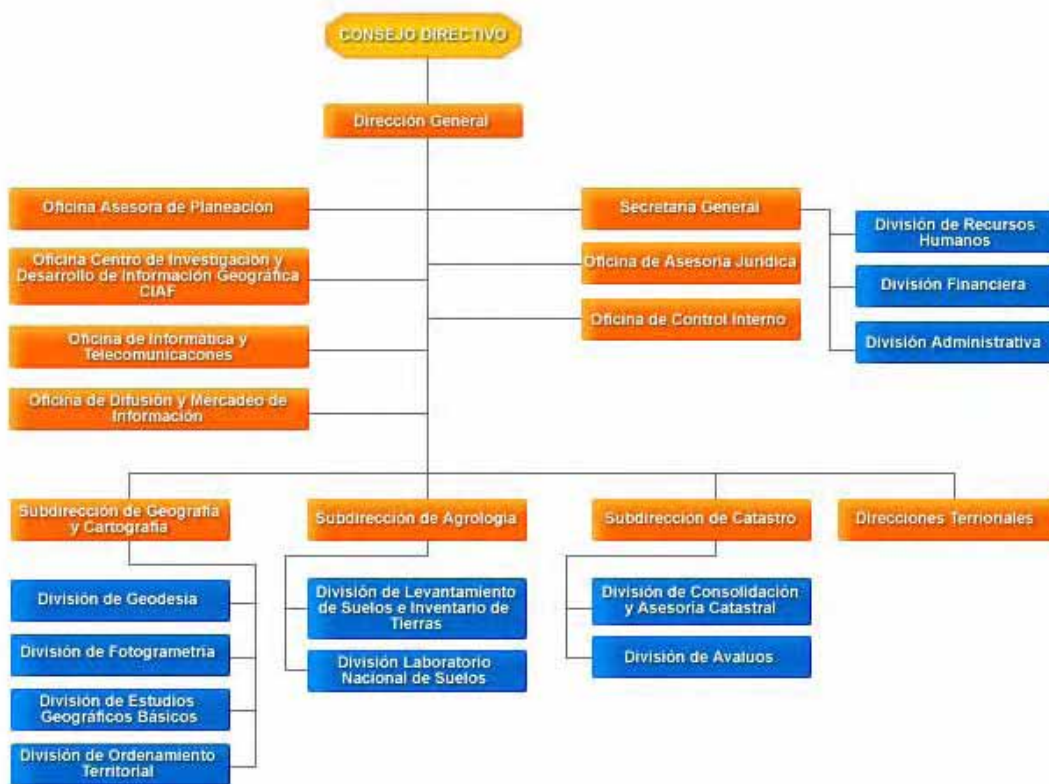 CONSEJO DIRECTIVO
Dirección General
Oficina Asesora de Planeación
Oficina Centro de Investigación y
Desarrollo de Información Geográfica
CIAF
Oficina de Informática y
Telecomunicacones
Oficina de Difusión y Mercadeo de
Información
Secretaría General
Oficina de Asesoría Jurídica
Oficina de Control Interno
División de Recursos
Humanos
División Financiera
División Administrativa
Subdirección de Geografía
y Cartografía
División de Geodesia
División de Fotogrametría
División de Estudios
Geográficos Básicos
División de Ordenamiento
Territorial
Subdirección de Agrología
División de Levantamiento
de Suelos e Inventario de
Tierras
División Laboratorio
Nacional de Suelos
Subdirección de Catastro
División de Consolidación
y Asesoría Catastral
División de Avaluos
Direcciones Terrioriales